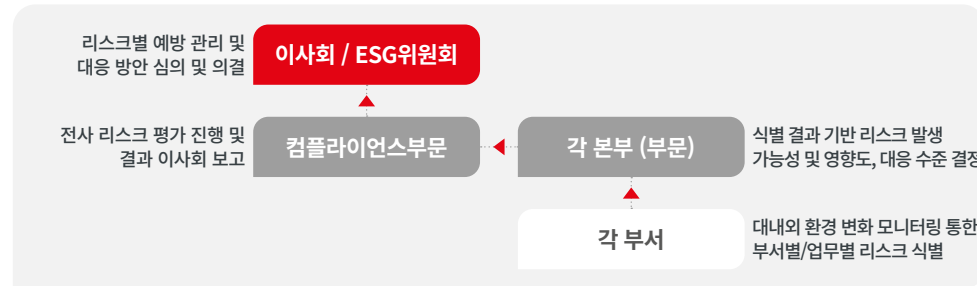 리스크별 예방 관리 및
대응 방안 심의 및 의결
이사회 / ESG위원회
전사 리스크 평가 진행 및
결과 이사회 보고
컴플라이언스부문
각 본부 (부문)
식별 결과 기반 리스크 발생
가능성 및 영향도, 대응 수준 결정
각 부서
대내외 환경 변화 모니터링 통한
부서별/업무별 리스크 식별